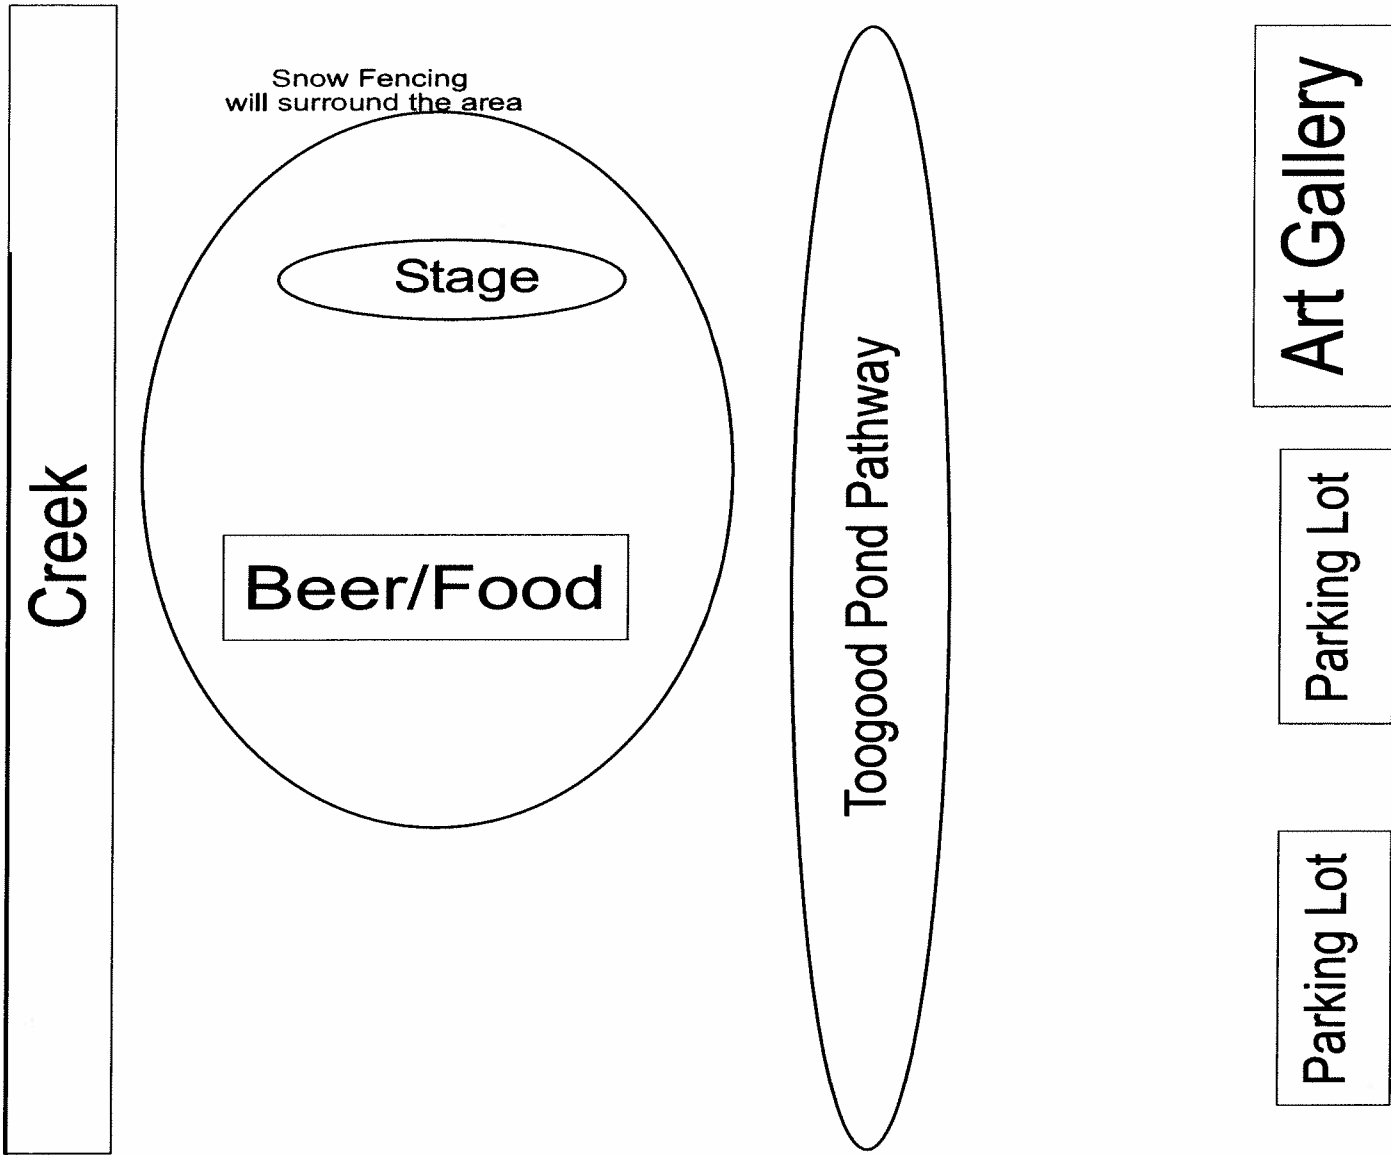 Snow Fencing
will surround the area
Stage
Beer/Food
Creek
Toogood Pond Pathway
Art Gallery
Parking Lot
Parking Lot